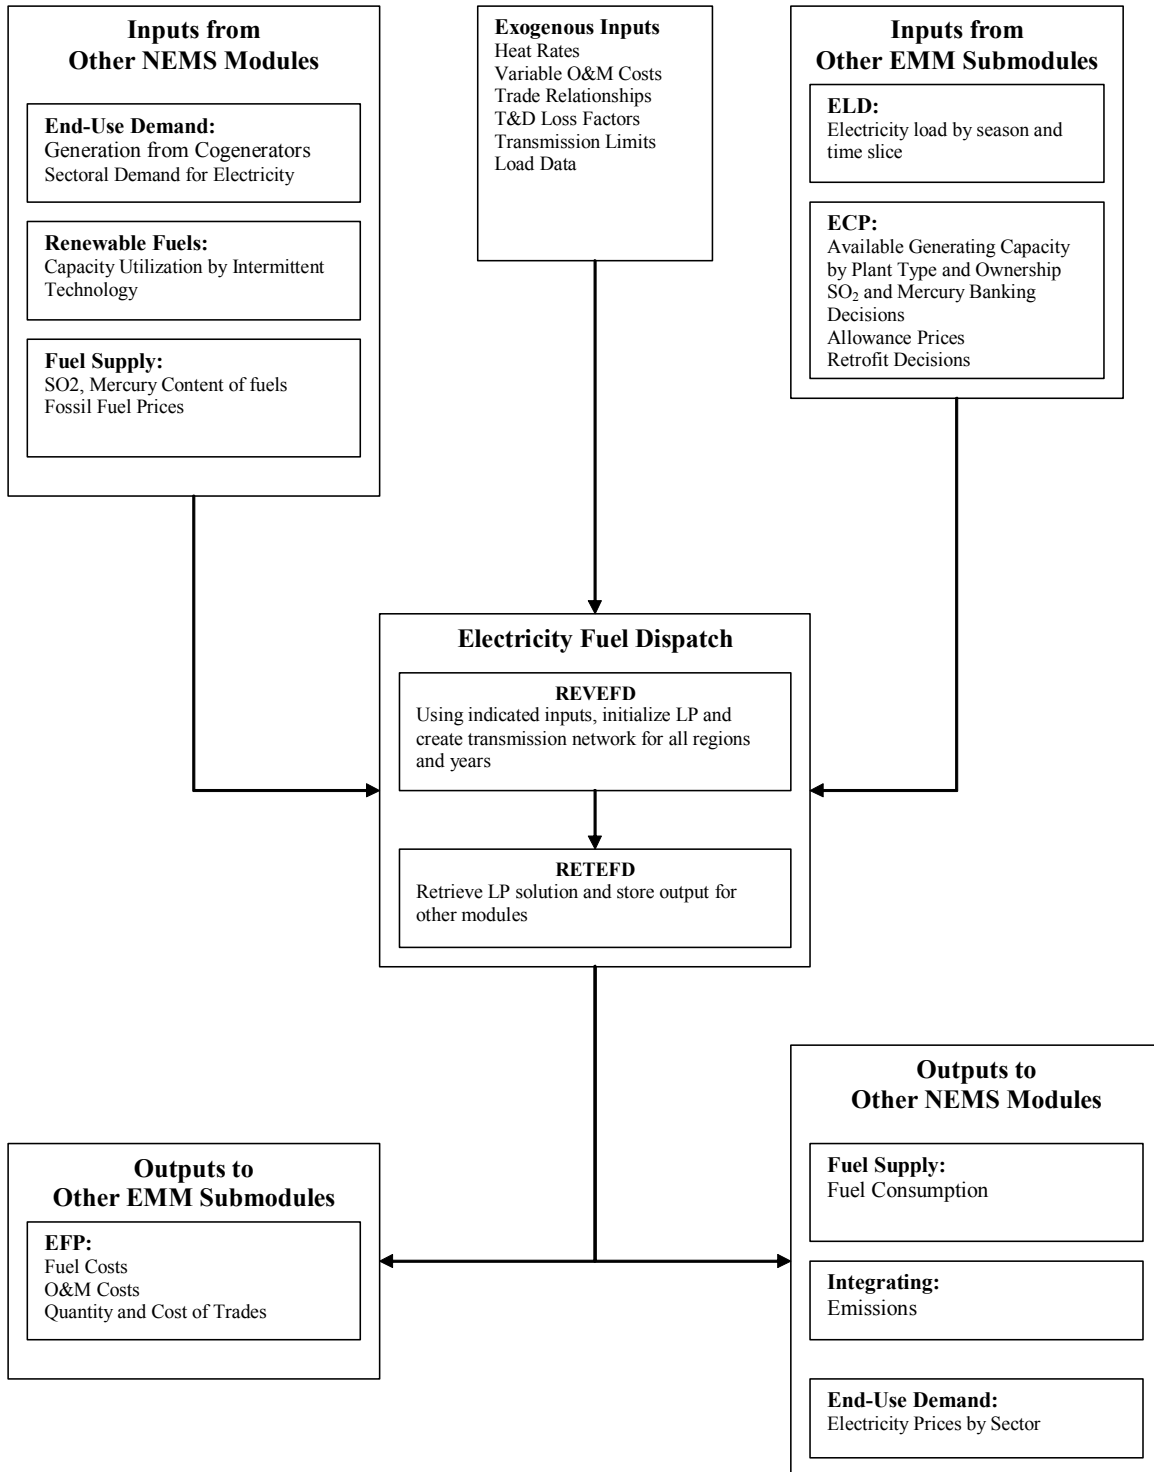 Inputs from
Other NEMS Modules
End-Use Demand:
Generation from Cogenerators
Sectoral Demand for Electricity
Renewable Fuels:
Capacity Utilization by Intermittent
Technology
Fuel Supply:
SO2, Mercury Content of fuels
Fossil Fuel Prices
Exogenous Inputs
Heat Rates
Variable O&M Costs
Trade Relationships
T&D Loss Factors
Transmission Limits
Load Data
Inputs from
Other EMM Submodules
ELD:
Electricity load by season and
time slice
ECP:
Available Generating Capacity
by Plant Type and Ownership
SO₂ and Mercury Banking
Decisions
Allowance Prices
Retrofit Decisions
Electricity Fuel Dispatch
REVEFD
Using indicated inputs, initialize LP and
create transmission network for all regions
and years
RETEFD
Retrieve LP solution and store output for
other modules
Outputs to
Other EMM Submodules
EFP:
Fuel Costs
O&M Costs
Quantity and Cost of Trades
Outputs to
Other NEMS Modules
Fuel Supply:
Fuel Consumption
Integrating:
Emissions
End-Use Demand:
Electricity Prices by Sector